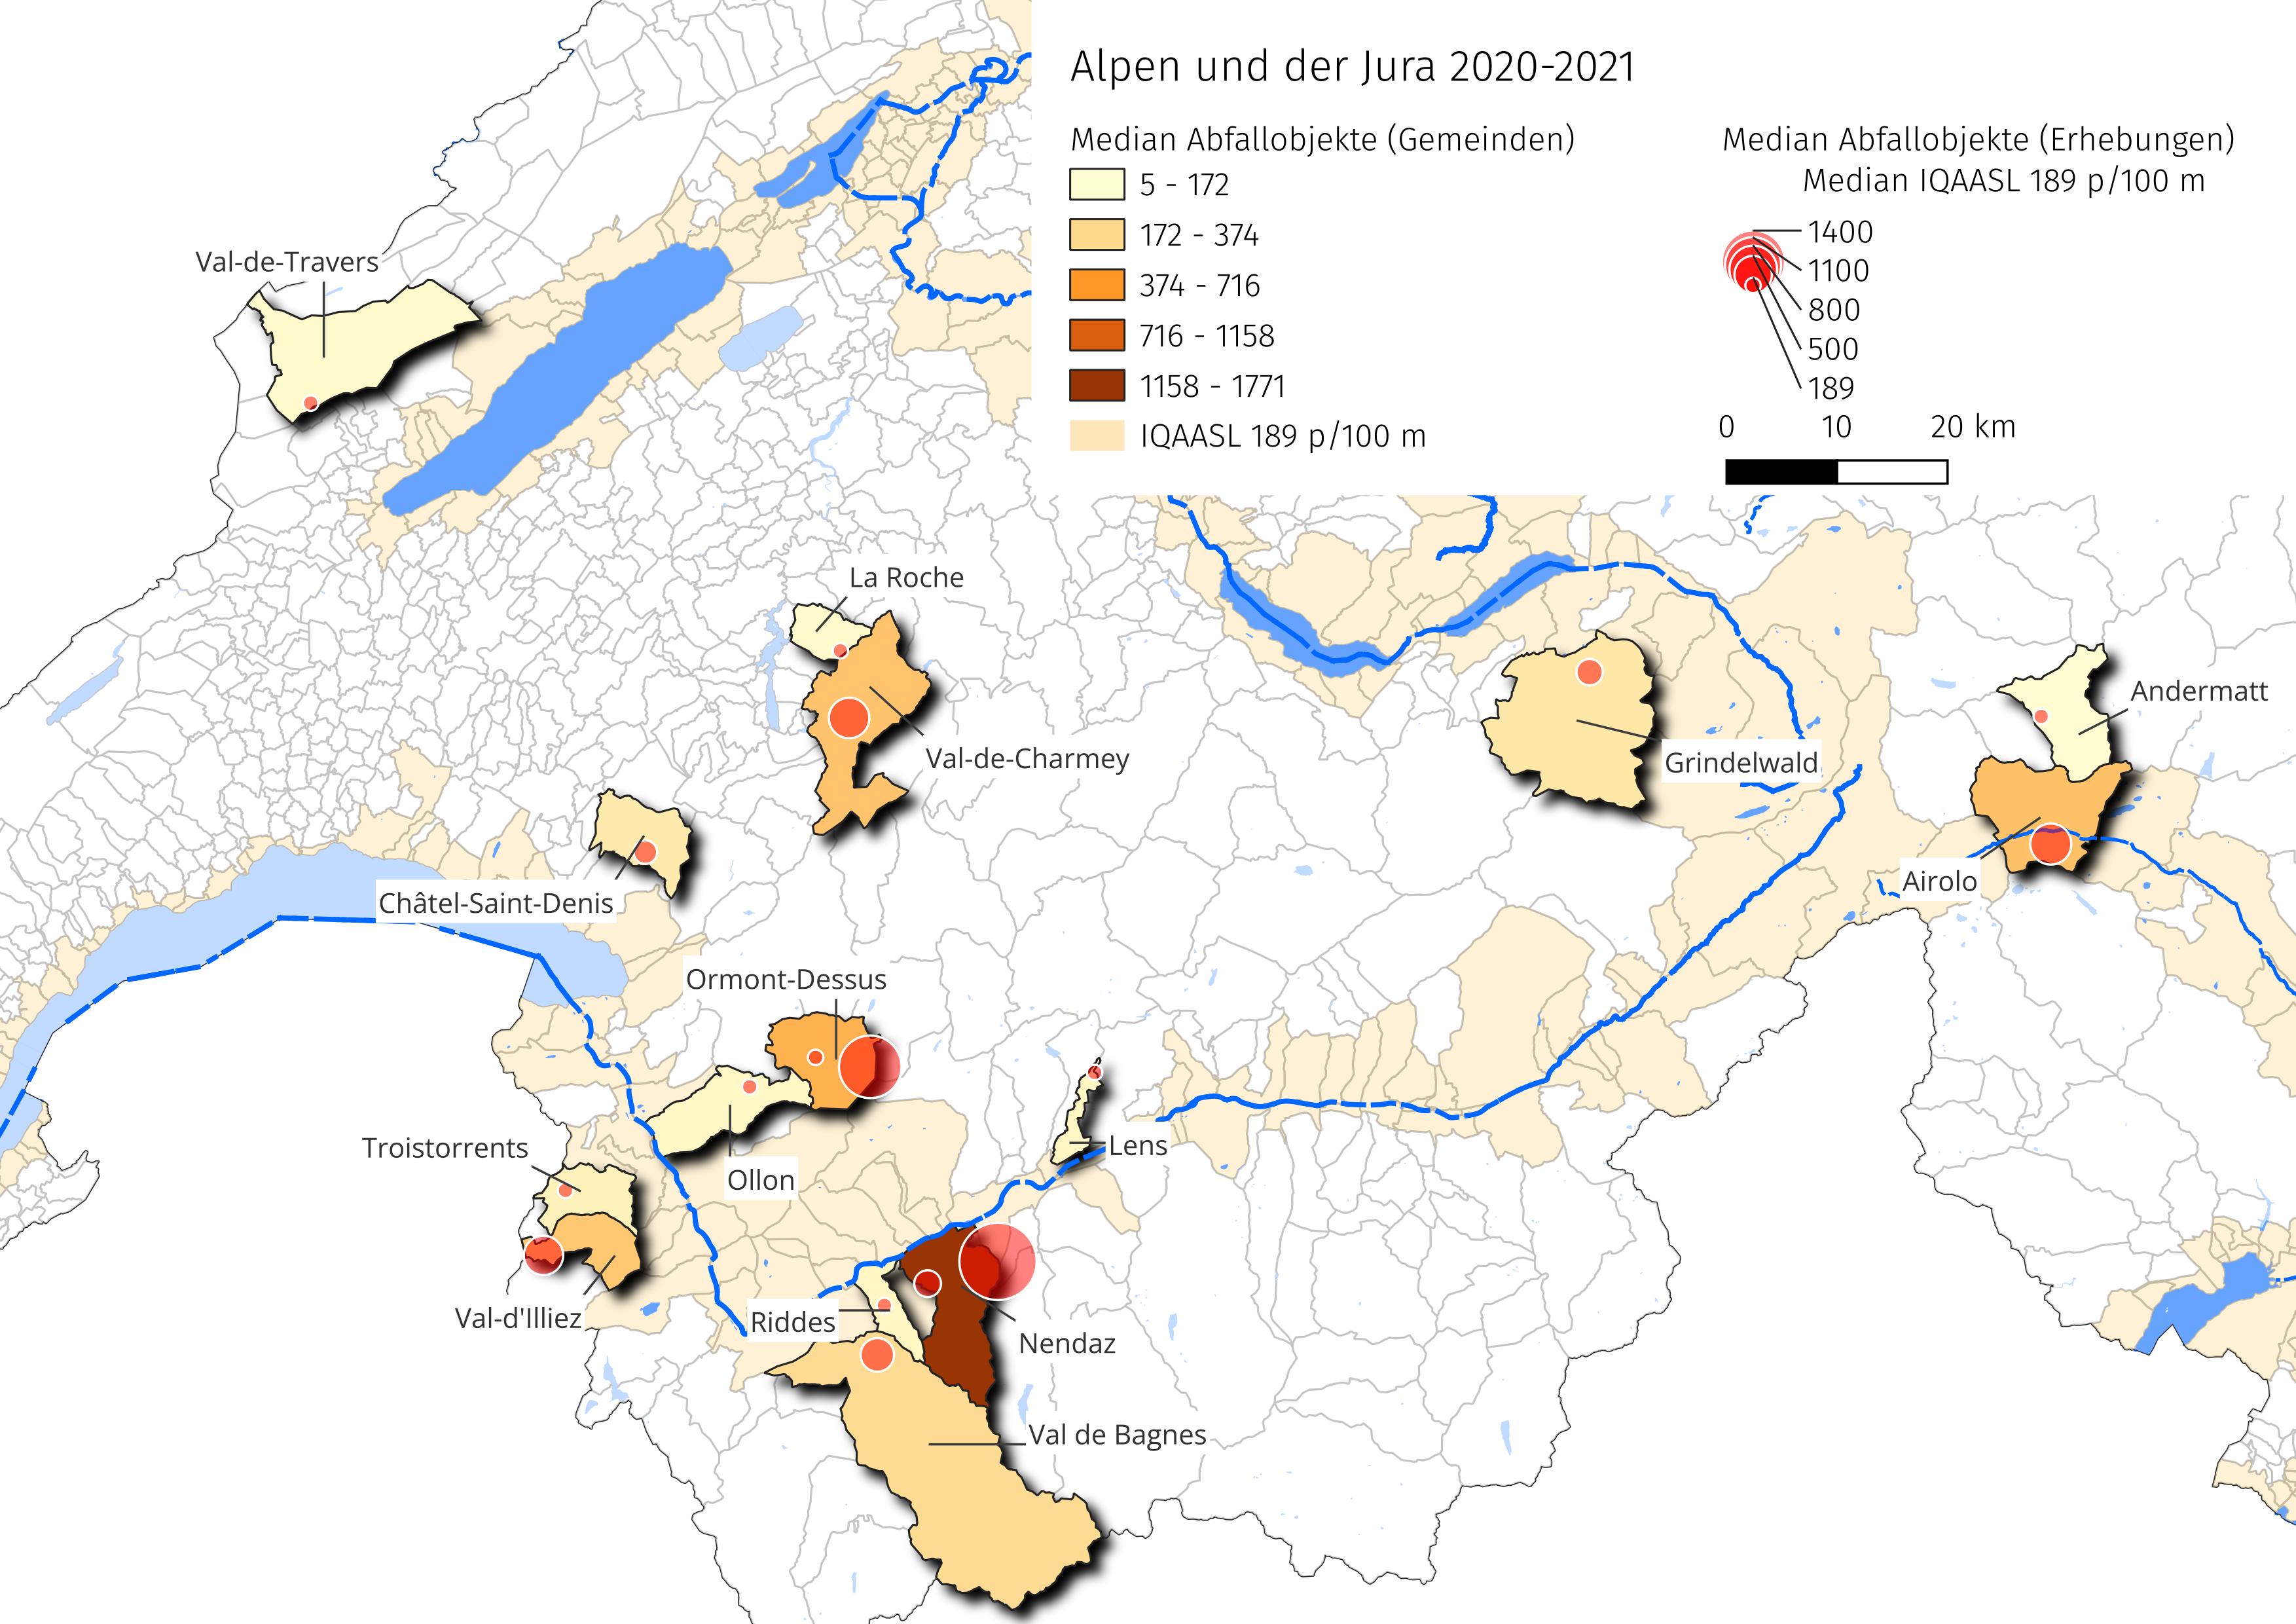 Alpen und der Jura 2020-2021
Median Abfallobjekte (Gemeinden)
5 - 172
172 - 374
374 - 716
716 - 1158
1158 - 1771
IQAASL 189 p/100 m
Median Abfallobjekte (Erhebungen)
Median IQAASL 189 p/100 m
1400
1100
800
500
189
0 10 20 km
Val-de-Travers
La Roche
Val-de-Charmey
Grindelwald
Andermatt
Airolo
Châtel-Saint-Denis
Ormont-Dessus
Troistorrents
Ollon
Lens
Val-d'Illiez
Riddes
Nendaz
Val de Bagnes